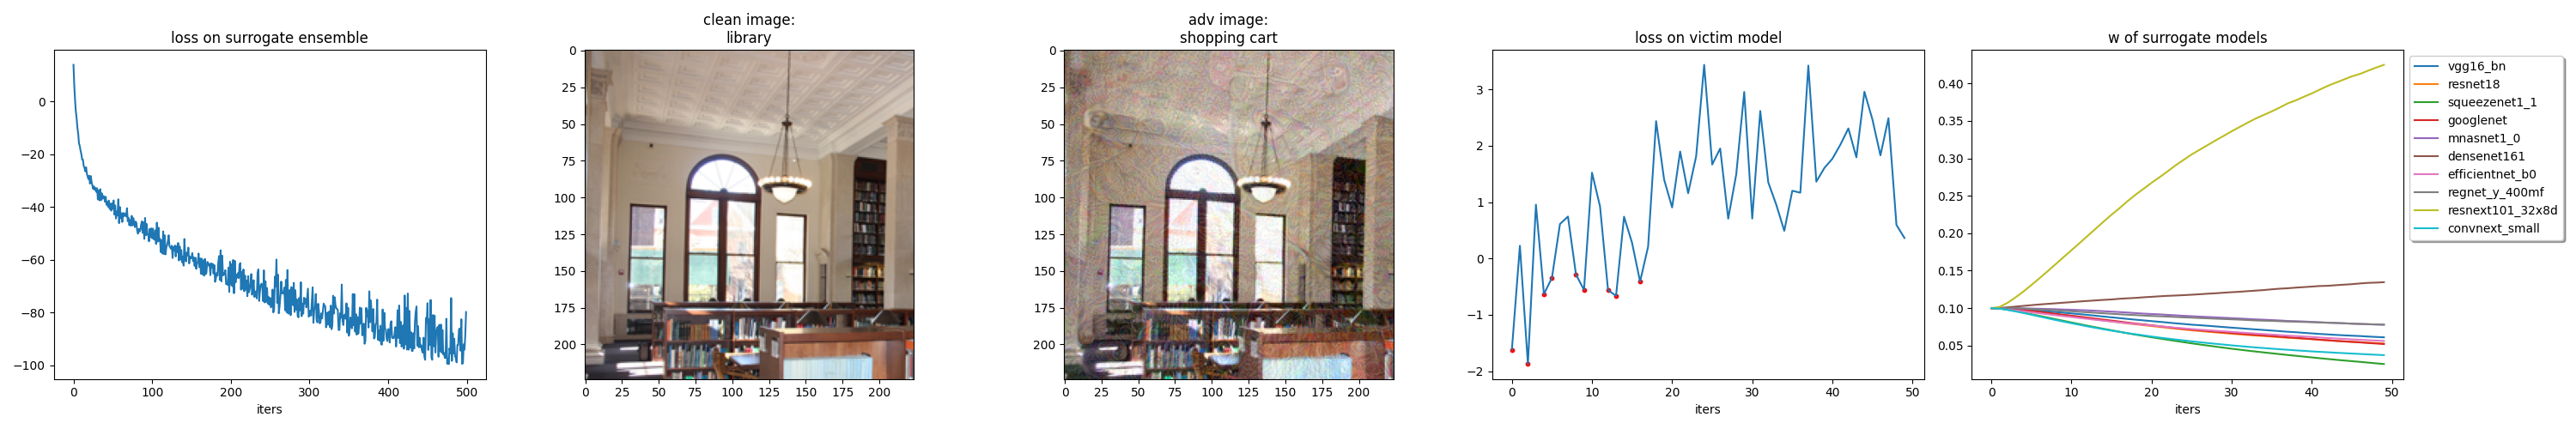 loss on surrogate ensemble
0
−20
−40
−60
−80
−100
0 100 200 300 400 500
iters
clean image:
library
0
25
50
75
100
125
150
175
200
0 25 50 75 100 125 150 175 200
adv image:
shopping cart
0
25
50
75
100
125
150
175
200
0 25 50 75 100 125 150 175 200
loss on victim model
3
2
1
0
−1
−2
0 10 20 30 40 50
iters
w of surrogate models
0.40
0.35
0.30
0.25
0.20
0.15
0.10
0.05
0 10 20 30 40 50
iters
vgg16_bn
resnet18
squeezenet1_1
googlenet
mnasnet1_0
densenet161
efficientnet_b0
regnet_y_400mf
resnext101_32x8d
convnext_small